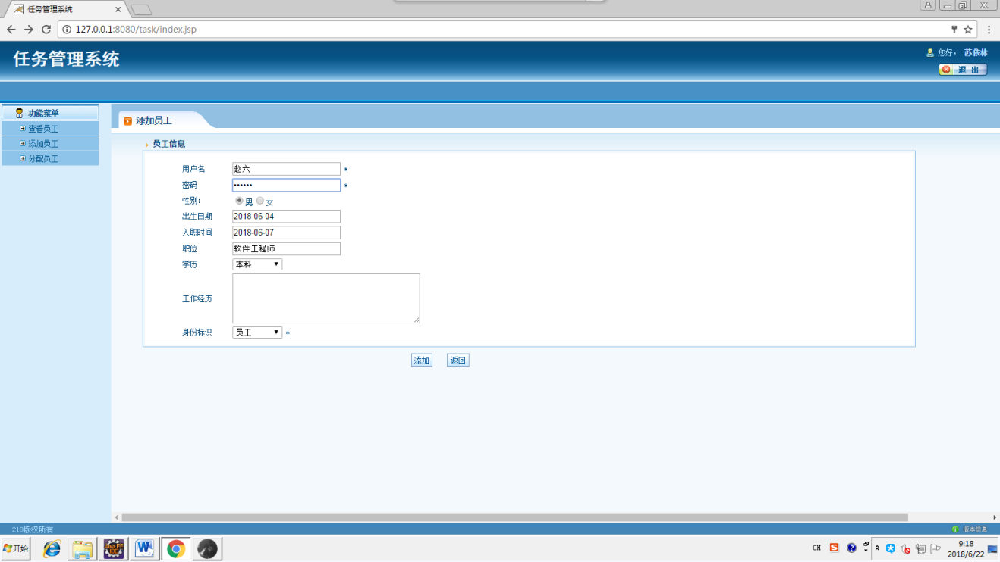 任务管理系统
127.0.0.1:8080/task/index.jsp
任务管理系统
您好, 苏依林
退 出
功能菜单
查看员工
添加员工
分配员工
添加员工
员工信息
用户名 赵六 *
密码 •••••• *
性别: 男 女
出生日期 2018-06-04
入职时间 2018-06-07
职位 软件工程师
学历 本科
工作经历
身份标识 员工 *
添加 返回
218版权所有 版本信息
开始 Java EE IDE CH 9:18
2018/6/22